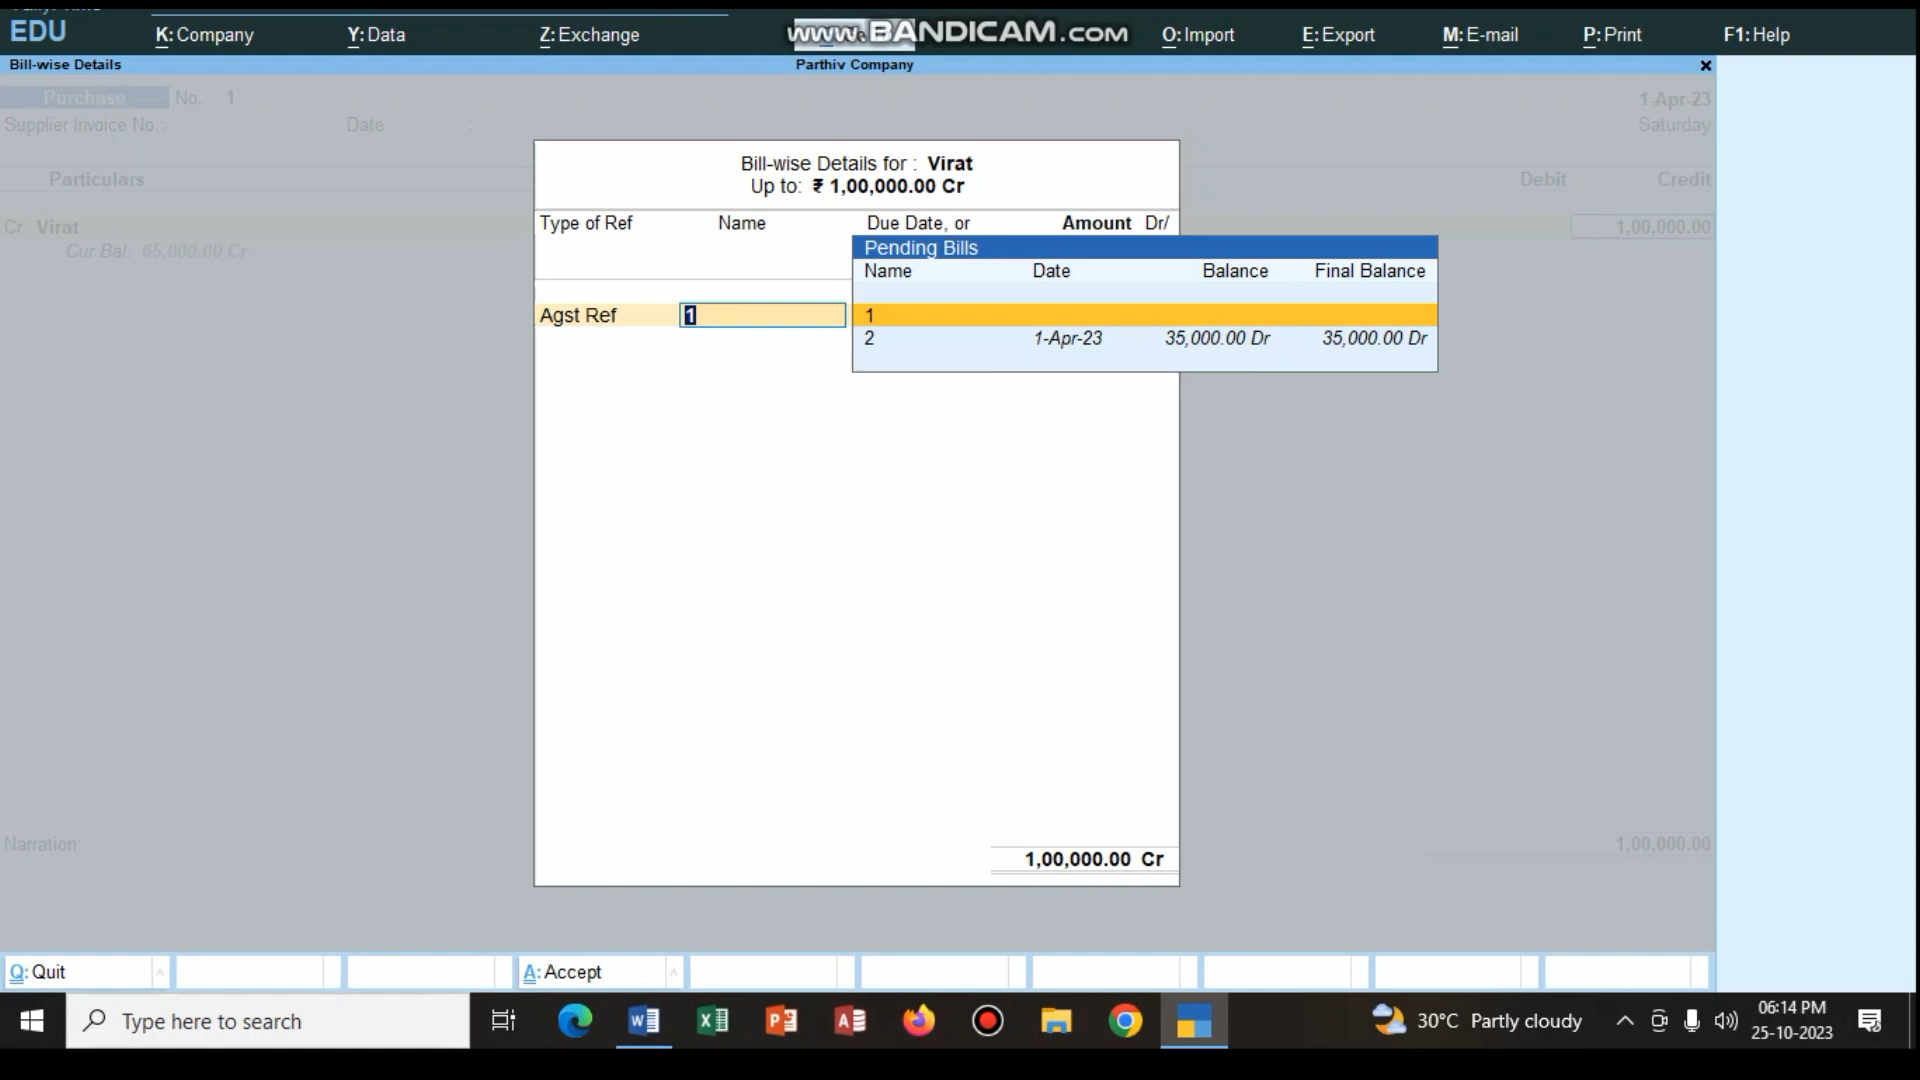 EDU K: Company Y: Data Z: Exchange www.BANDICAM.com O: Import E: Export M: E-mail P: Print F1: Help
Bill-wise Details Parthiv Company ×
Purchase No. 1 1-Apr-23
Supplier Invoice No.: Date : Saturday
Bill-wise Details for : Virat
Up to: ₹ 1,00,000.00 Cr
Particulars Debit Credit
Type of Ref Name Due Date, or Amount Dr/
Cr Virat 1,00,000.00
Cur Bal: 65,000.00 Cr
Pending Bills
Name Date Balance Final Balance
Agst Ref 1 1
2 1-Apr-23 35,000.00 Dr 35,000.00 Dr
Narration: 1,00,000.00
1,00,000.00 Cr
Q: Quit A: Accept
Type here to search 30°C Partly cloudy 06:14 PM
25-10-2023